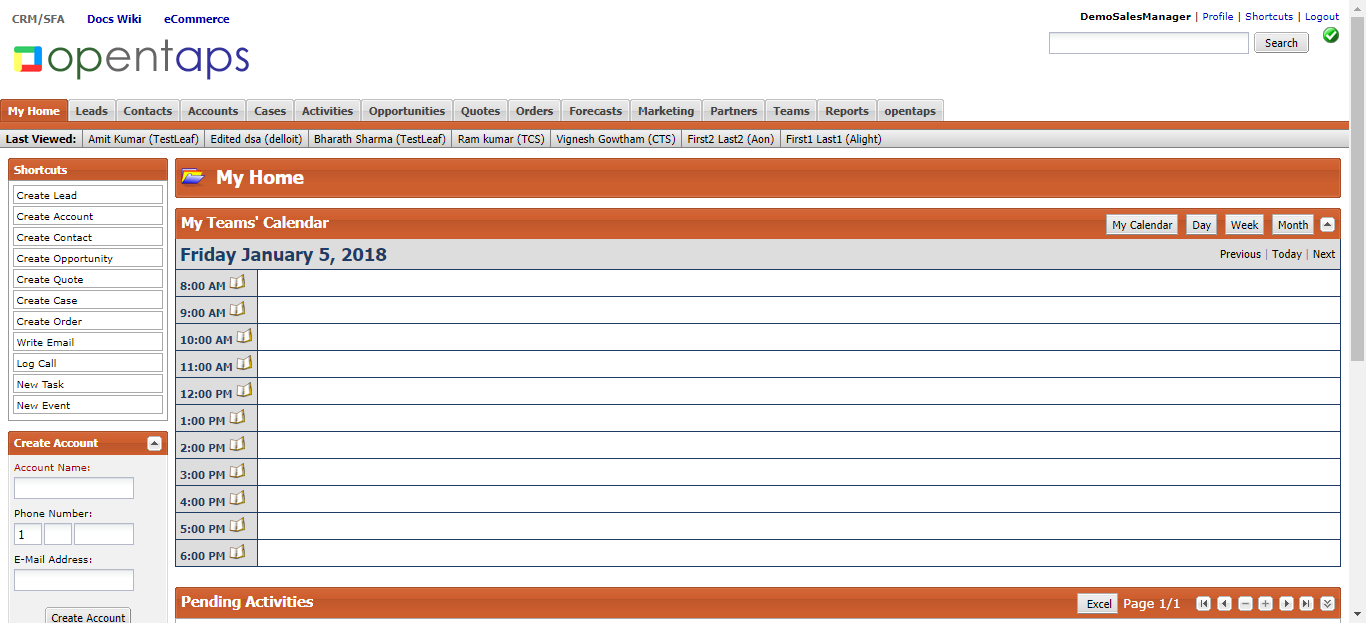 CRM/SFA Docs Wiki eCommerce
DemoSalesManager | Profile | Shortcuts | Logout
opentaps
Search
My Home Leads Contacts Accounts Cases Activities Opportunities Quotes Orders Forecasts Marketing Partners Teams Reports opentaps
Last Viewed: Amit Kumar (TestLeaf) Edited dsa (delloit) Bharath Sharma (TestLeaf) Ram kumar (TCS) Vignesh Gowtham (CTS) First2 Last2 (Aon) First1 Last1 (Alight)
Shortcuts
Create Lead
Create Account
Create Contact
Create Opportunity
Create Quote
Create Case
Create Order
Write Email
Log Call
New Task
New Event
Create Account
Account Name:
Phone Number:
1
E-Mail Address:
Create Account
My Home
My Teams' Calendar My Calendar Day Week Month
Friday January 5, 2018 Previous | Today | Next
8:00 AM
9:00 AM
10:00 AM
11:00 AM
12:00 PM
1:00 PM
2:00 PM
3:00 PM
4:00 PM
5:00 PM
6:00 PM
Pending Activities Excel Page 1/1